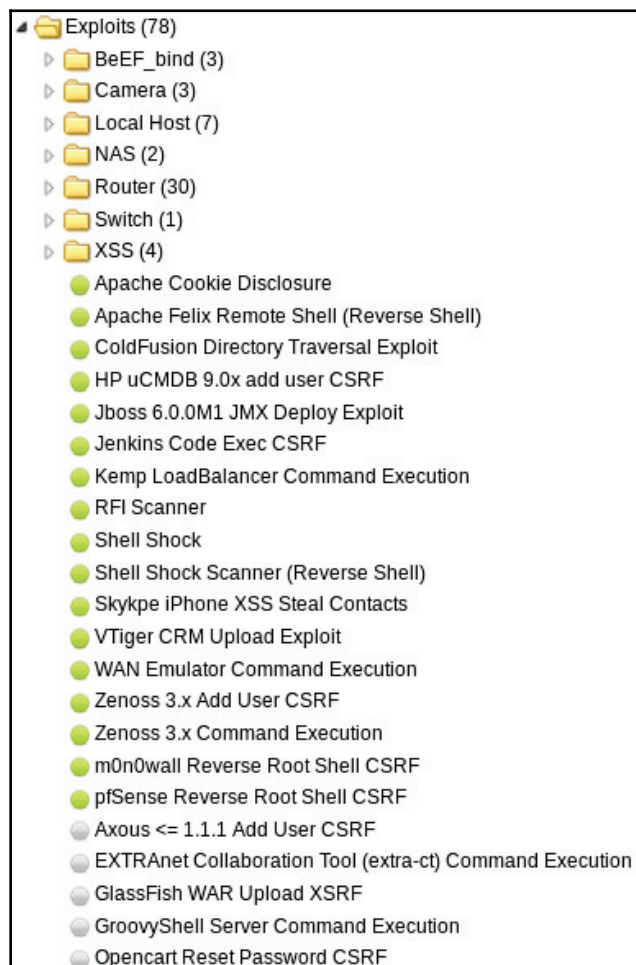 Exploits (78)
BeEF_bind (3)
Camera (3)
Local Host (7)
NAS (2)
Router (30)
Switch (1)
XSS (4)
Apache Cookie Disclosure
Apache Felix Remote Shell (Reverse Shell)
ColdFusion Directory Traversal Exploit
HP uCMDB 9.0x add user CSRF
Jboss 6.0.0M1 JMX Deploy Exploit
Jenkins Code Exec CSRF
Kemp LoadBalancer Command Execution
RFI Scanner
Shell Shock
Shell Shock Scanner (Reverse Shell)
Skykpe iPhone XSS Steal Contacts
VTiger CRM Upload Exploit
WAN Emulator Command Execution
Zenoss 3.x Add User CSRF
Zenoss 3.x Command Execution
m0n0wall Reverse Root Shell CSRF
pfSense Reverse Root Shell CSRF
Axous <= 1.1.1 Add User CSRF
EXTRAnet Collaboration Tool (extra-ct) Command Execution
GlassFish WAR Upload XSRF
GroovyShell Server Command Execution
Opencart Reset Password CSRF